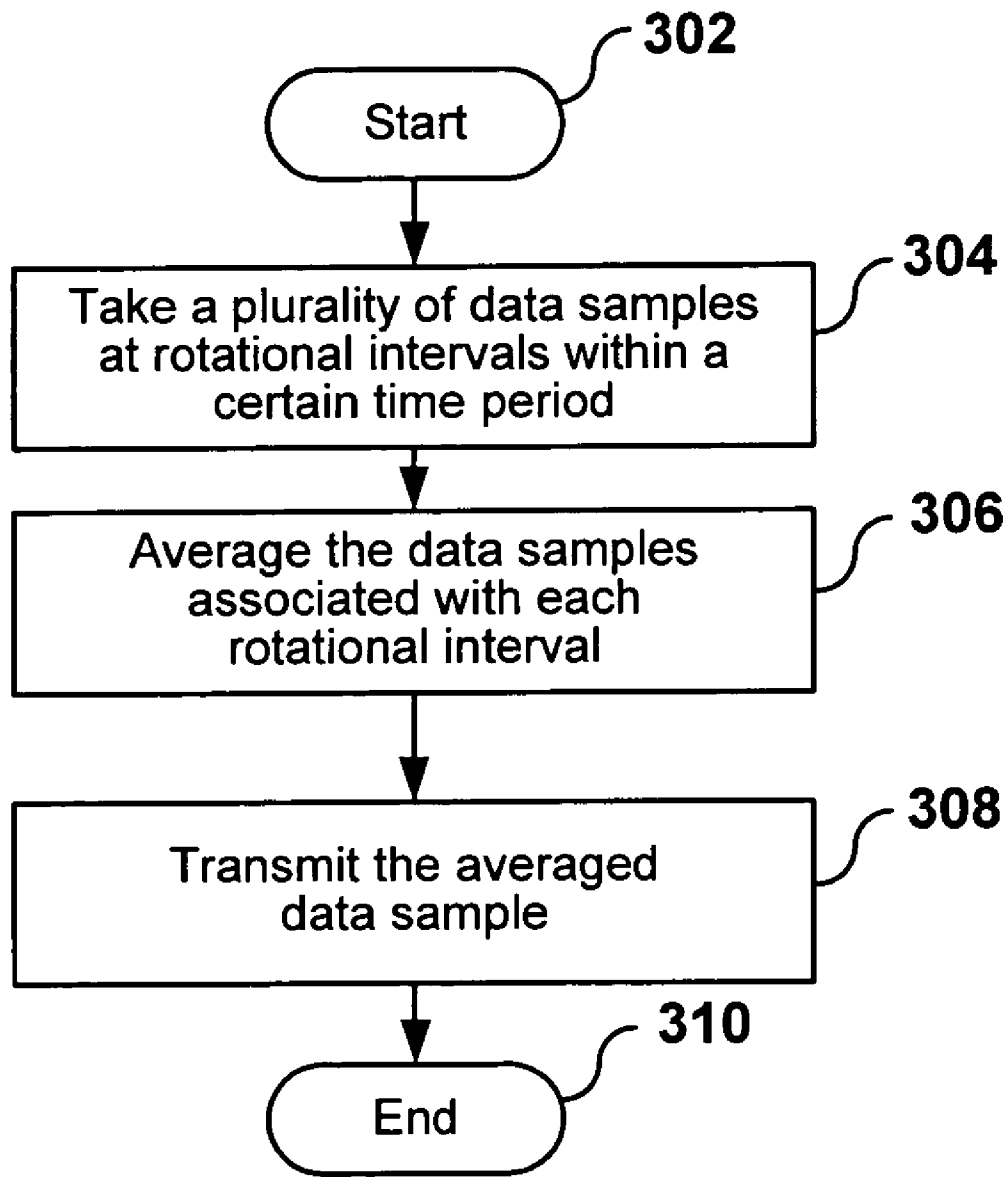 302
Start
304
Take a plurality of data samples
at rotational intervals within a
certain time period
306
Average the data samples
associated with each
rotational interval
308
Transmit the averaged
data sample
310
End